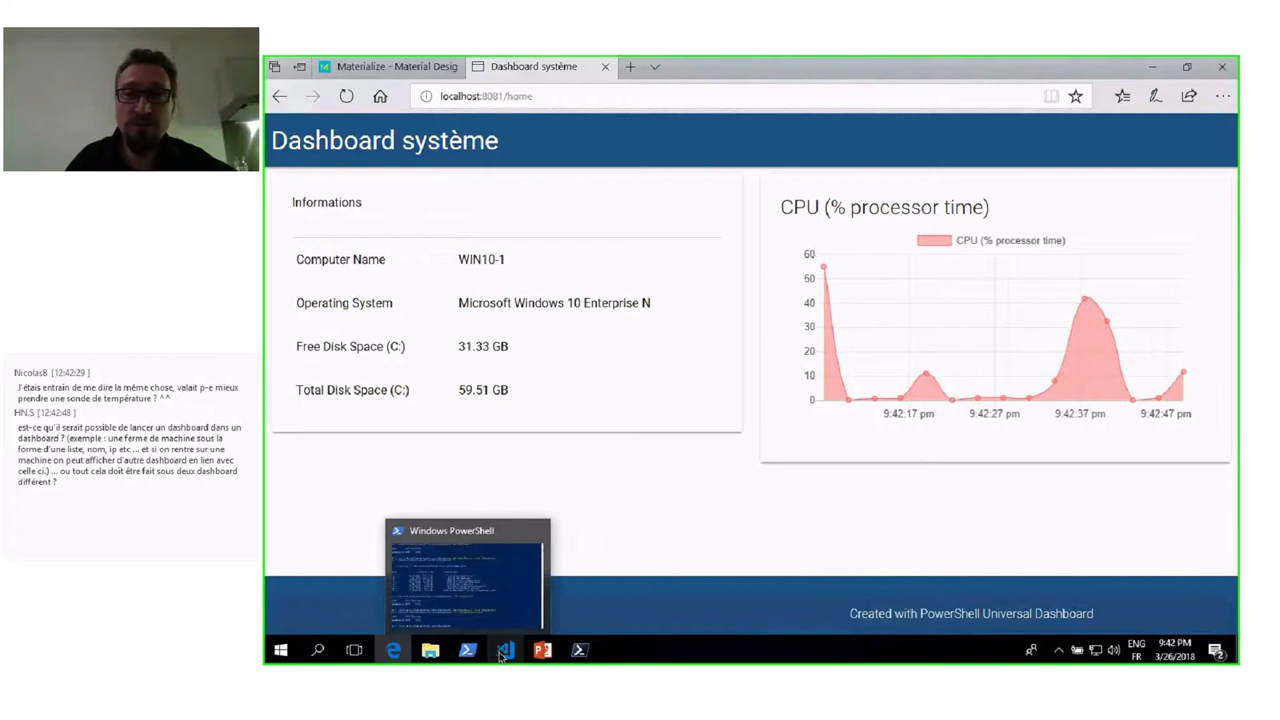 Materialize - Material Desig
Dashboard système
localhost:8081/home
Dashboard système
Informations
Computer Name WIN10-1
Operating System Microsoft Windows 10 Enterprise N
Free Disk Space (C:) 31.33 GB
Total Disk Space (C:) 59.51 GB
CPU (% processor time)
CPU (% processor time)
60
50
40
30
20
10
0
9:42:17 pm 9:42:27 pm 9:42:37 pm 9:42:47 pm
NicolasB [12:42:29 ]
J'étais entrain de me dire la même chose, valait p-e mieux
prendre une sonde de température ? ^^
HN.S [12:42:48 ]
est-ce qu'il serait possible de lancer un dashboard dans un
dashboard ? (exemple : une ferme de machine sous la
forme d'une liste, nom, ip etc ... et si on rentre sur une
machine on peut afficher d'autre dashboard en lien avec
celle ci.) ... ou tout cela doit être fait sous deux dashboard
différent ?
Windows PowerShell
Created with PowerShell Universal Dashboard
ENG
FR
9:42 PM
3/26/2018
2